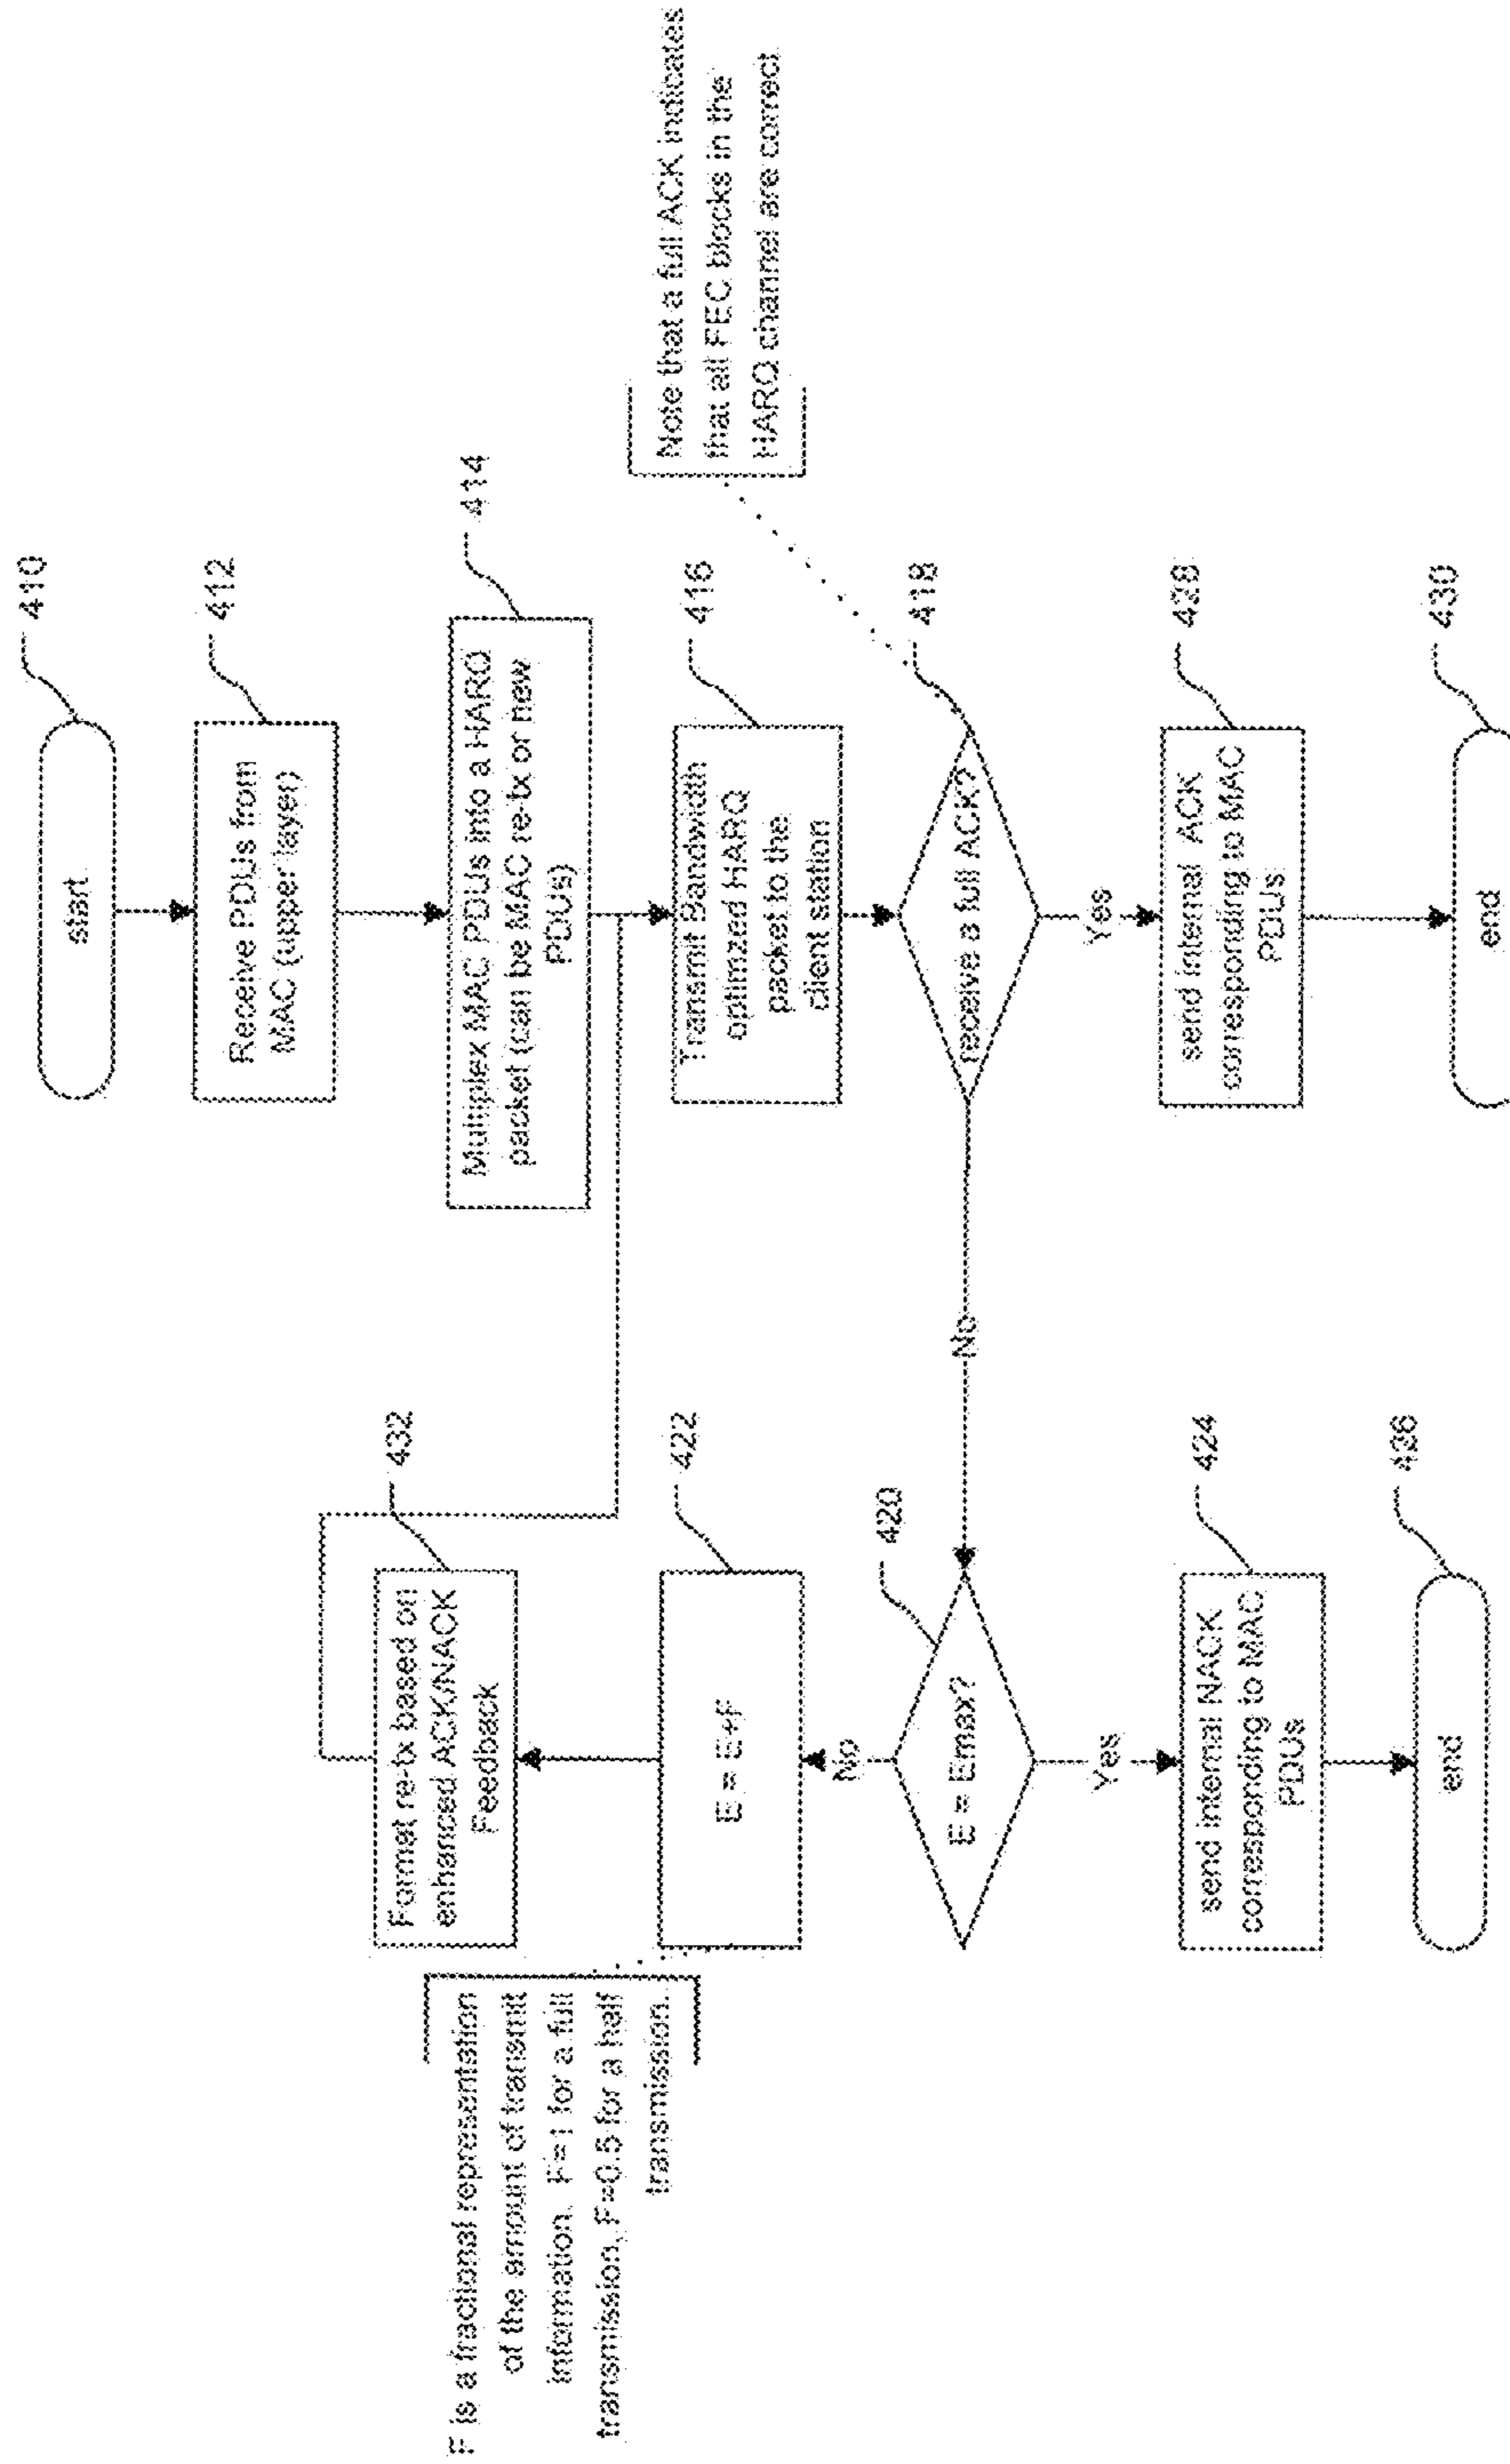 start
410
Receive PDUs from
MAC (upper layer)
412
Multiplex MAC PDUs into a HARQ
packet (can be MAC re-tx or new
PDUs)
414
Transmit Bandwidth
optimized HARQ
packet to the
client station
416
receive a full ACK?
418
Note that a full ACK indicates
that all FEC blocks in the
HARQ channel are correct
Yes
No
send internal ACK
corresponding to MAC
PDUs
428
end
430
E = Emax?
420
No
Yes
E = E+F
422
F is a fractional representation
of the amount of transmit
information. F=1 for a full
transmission, F=0.5 for a half
transmission.
Format re-tx based on
enhanced ACK/NACK
Feedback
432
send internal NACK
corresponding to MAC
PDUs
424
end
426